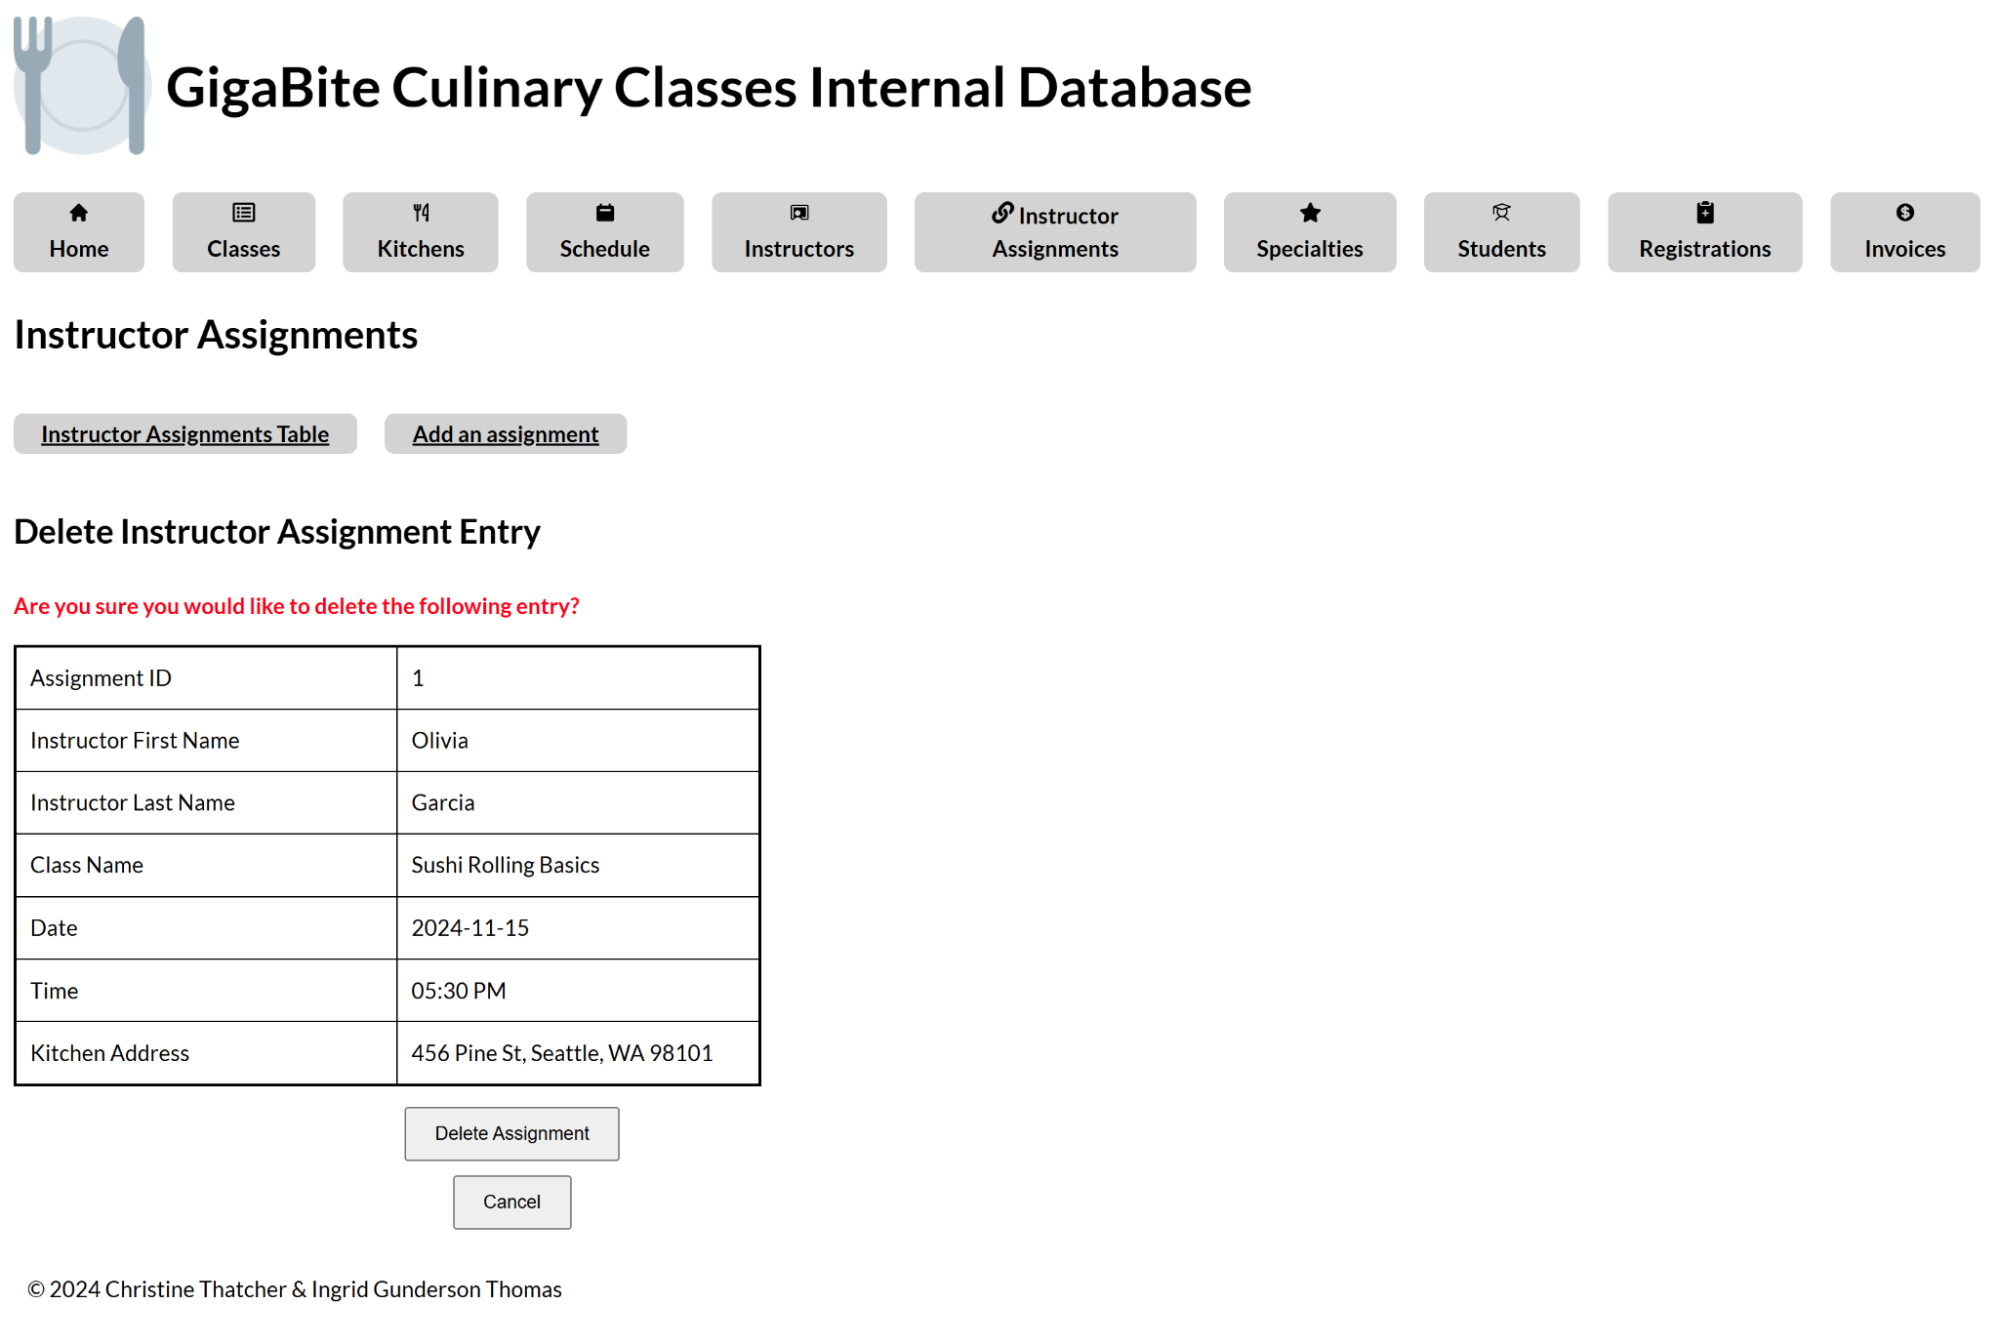 GigaBite Culinary Classes Internal Database
Home
Classes
Kitchens
Schedule
Instructors
Instructor
Assignments
Specialties
Students
Registrations
Invoices
Instructor Assignments
Instructor Assignments Table
Add an assignment
Delete Instructor Assignment Entry
Are you sure you would like to delete the following entry?
Assignment ID 1
Instructor First Name Olivia
Instructor Last Name Garcia
Class Name Sushi Rolling Basics
Date 2024-11-15
Time 05:30 PM
Kitchen Address 456 Pine St, Seattle, WA 98101
Delete Assignment
Cancel
© 2024 Christine Thatcher & Ingrid Gunderson Thomas